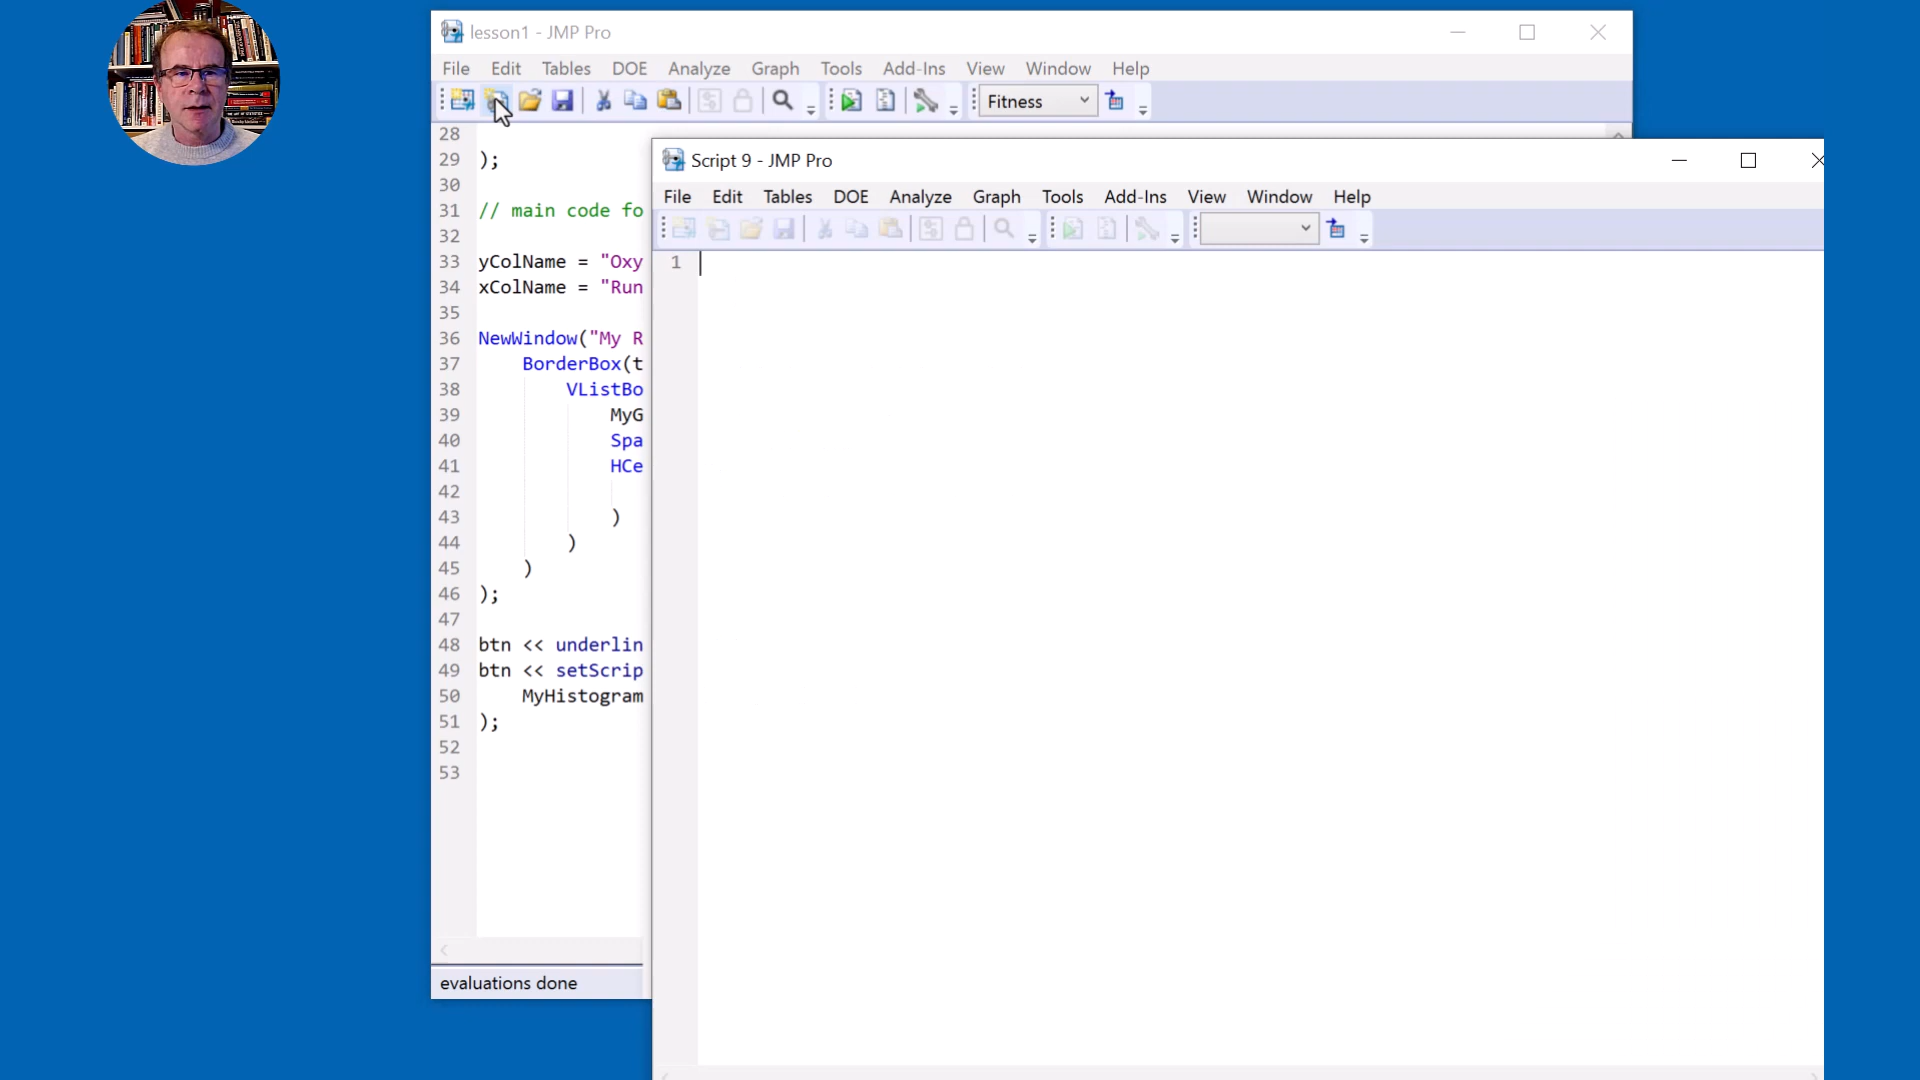 lesson1 - JMP Pro
File Edit Tables DOE Analyze Graph Tools Add-Ins View Window Help
Fitness
28
29 );
30
31 // main code fo
32
33 yColName = "Oxy
34 xColName = "Run
35
36 NewWindow("My R
37 BorderBox(t
38 VListBo
39 MyG
40 Spa
41 HCe
42
43 )
44 )
45 )
46 );
47
48 btn << underlin
49 btn << setScrip
50 MyHistogram
51 );
52
53
evaluations done
Script 9 - JMP Pro
File Edit Tables DOE Analyze Graph Tools Add-Ins View Window Help
1